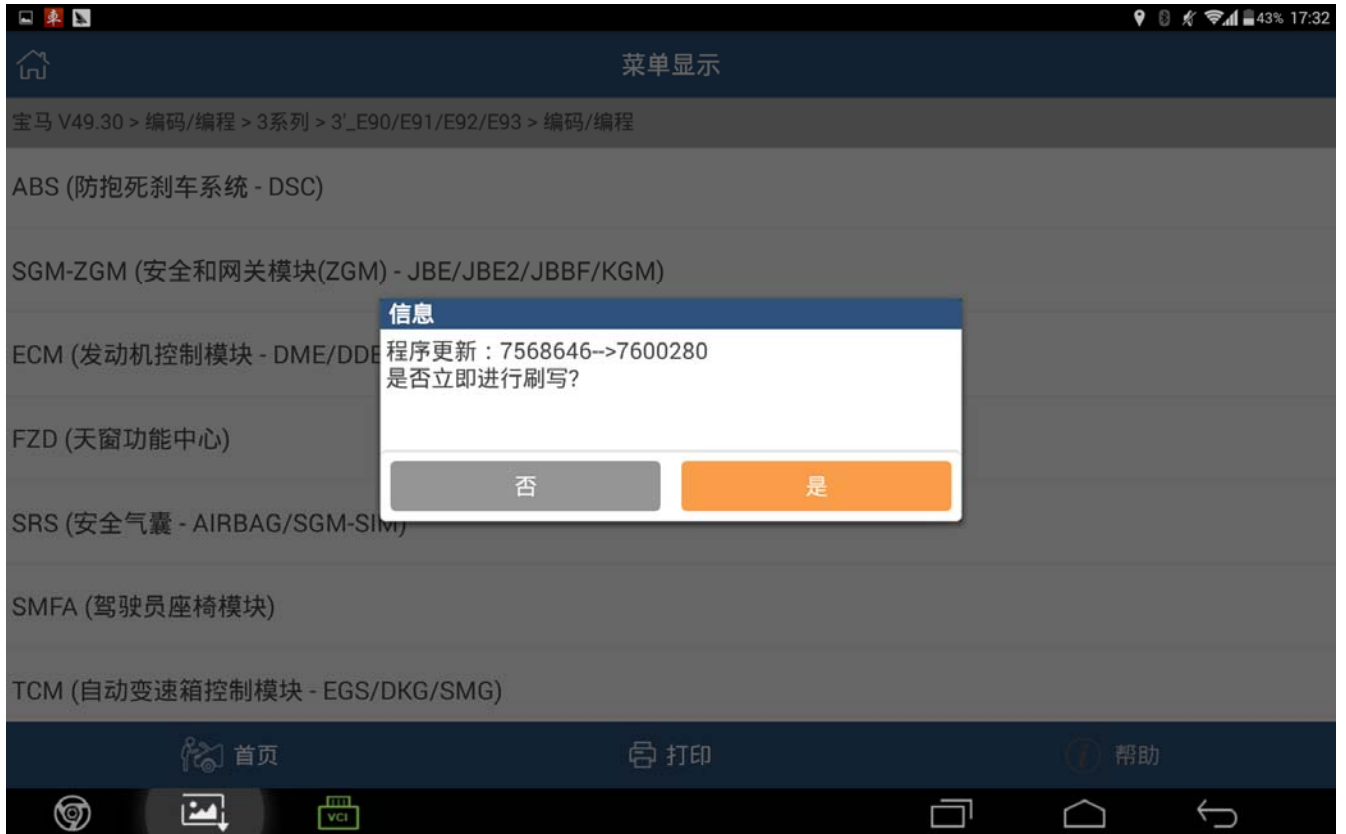 車
43% 17:32
菜单显示
宝马 V49.30 > 编码/编程 > 3系列 > 3'_E90/E91/E92/E93 > 编码/编程
ABS (防抱死刹车系统 - DSC)
SGM-ZGM (安全和网关模块(ZGM) - JBE/JBE2/JBBF/KGM)
信息
ECM (发动机控制模块 - DME/DDE
程序更新：7568646-->7600280
是否立即进行刷写?
FZD (天窗功能中心)
否
是
SRS (安全气囊 - AIRBAG/SGM-SIM)
SMFA (驾驶员座椅模块)
TCM (自动变速箱控制模块 - EGS/DKG/SMG)
首页
打印
帮助
VCI